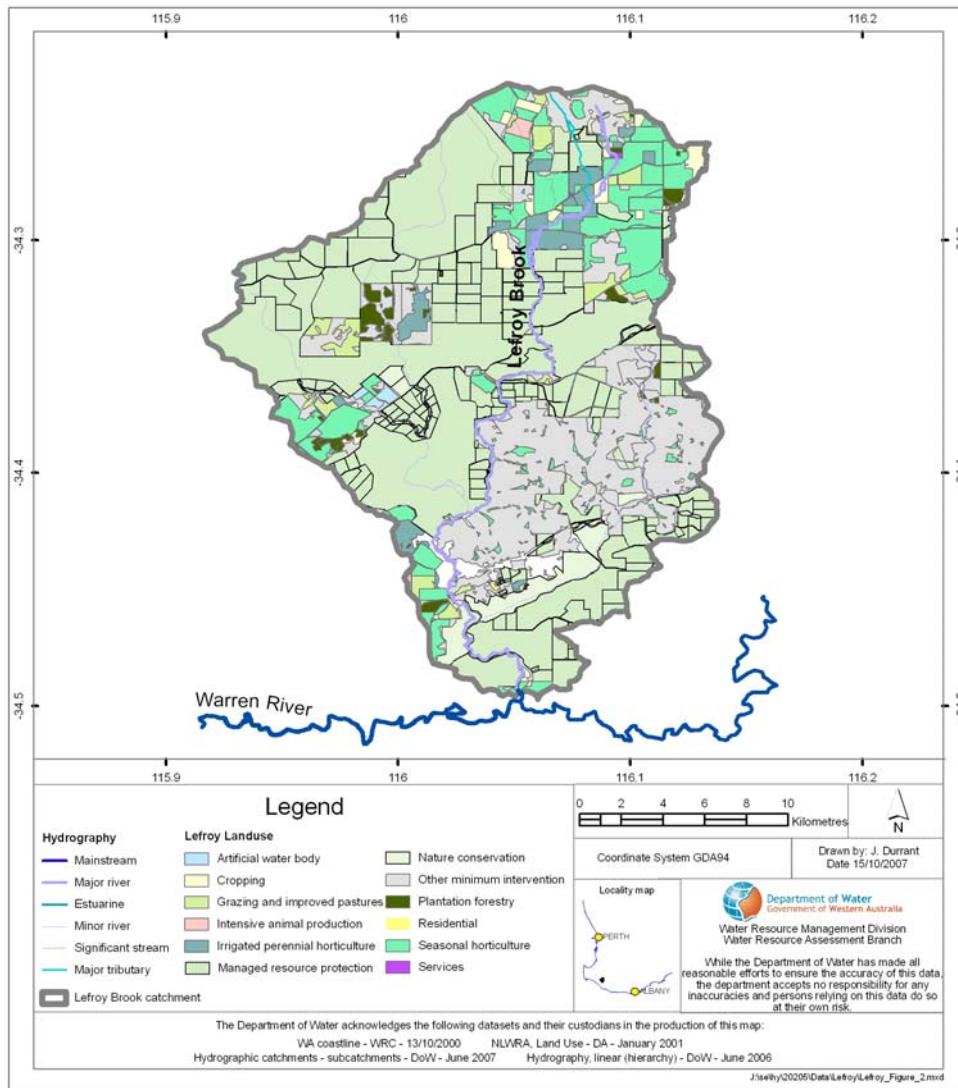 115.9 116 116.1 116.2
-34.3
-34.4
-34.5
Lefroy Brook
Warren River
115.9 116 116.1 116.2
Legend
Hydrography
Mainstream
Major river
Estuarine
Minor river
Significant stream
Major tributary
Lefroy Brook catchment
Lefroy Landuse
Artificial water body
Cropping
Grazing and improved pastures
Intensive animal production
Irrigated perennial horticulture
Managed resource protection
Nature conservation
Other minimum intervention
Plantation forestry
Residential
Seasonal horticulture
Services
0 2 4 6 8 10
Kilometres
N
Coordinate System GDA94
Drawn by: J. Durrant
Date 15/10/2007
Locality map
PERTH
ALBANY
Department of Water
Government of Western Australia
Water Resource Management Division
Water Resource Assessment Branch
While the Department of Water has made all
reasonable efforts to ensure the accuracy of this data,
the department accepts no responsibility for any
inaccuracies and persons relying on this data do so
at their own risk.
The Department of Water acknowledges the following datasets and their custodians in the production of this map:
WA coastline - WRC - 13/10/2000 NLWRA, Land Use - DA - January 2001
Hydrographic catchments - subcatchments - DoW - June 2007 Hydrography, linear (hierarchy) - DoW - June 2006